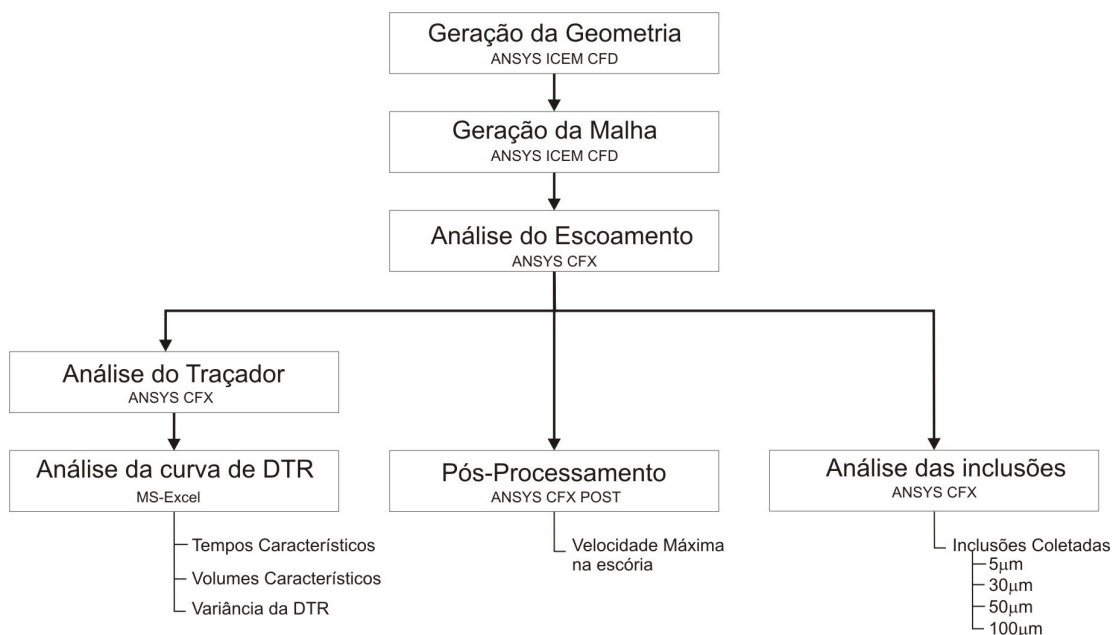 Geração da Geometria
ANSYS ICEM CFD
Geração da Malha
ANSYS ICEM CFD
Análise do Escoamento
ANSYS CFX
Análise do Traçador
ANSYS CFX
Análise da curva de DTR
MS-Excel
Tempos Característicos
Volumes Característicos
Variância da DTR
Pós-Processamento
ANSYS CFX POST
Velocidade Máxima
na escória
Análise das inclusões
ANSYS CFX
Inclusões Coletadas
5μm
30μm
50μm
100μm